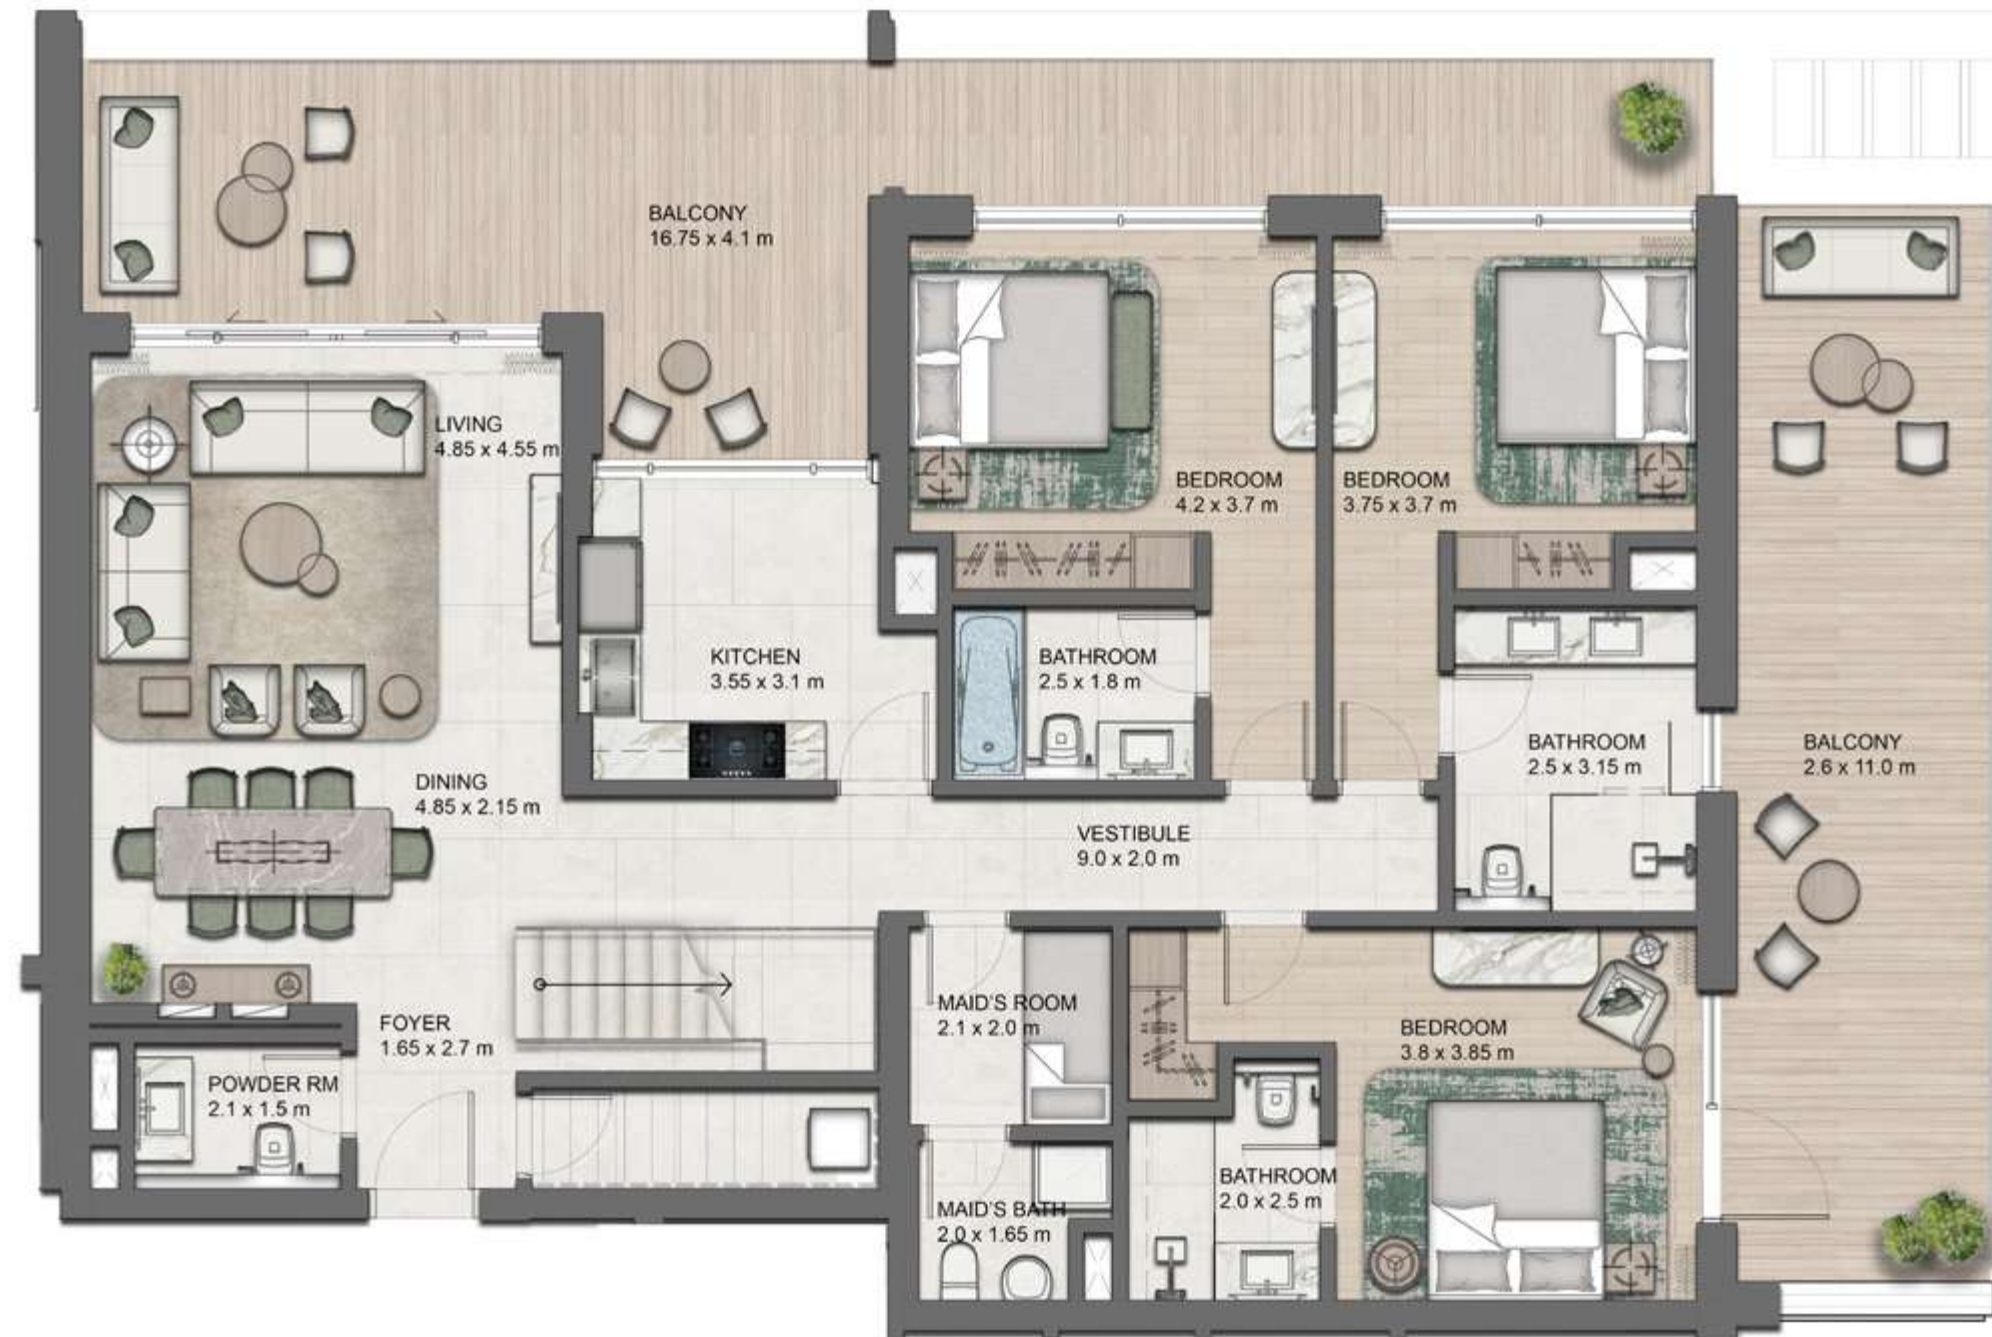 BALCONY
16.75 x 4.1 m
LIVING
4.85 x 4.55 m
BEDROOM
4.2 x 3.7 m
BEDROOM
3.75 x 3.7 m
KITCHEN
3.55 x 3.1 m
BATHROOM
2.5 x 1.8 m
BATHROOM
2.5 x 3.15 m
BALCONY
2.6 x 11.0 m
DINING
4.85 x 2.15 m
VESTIBULE
9.0 x 2.0 m
MAID'S ROOM
2.1 x 2.0 m
FOYER
1.65 x 2.7 m
BEDROOM
3.8 x 3.85 m
POWDER RM
2.1 x 1.5 m
BATHROOM
2.0 x 2.5 m
MAID'S BATH
2.0 x 1.65 m